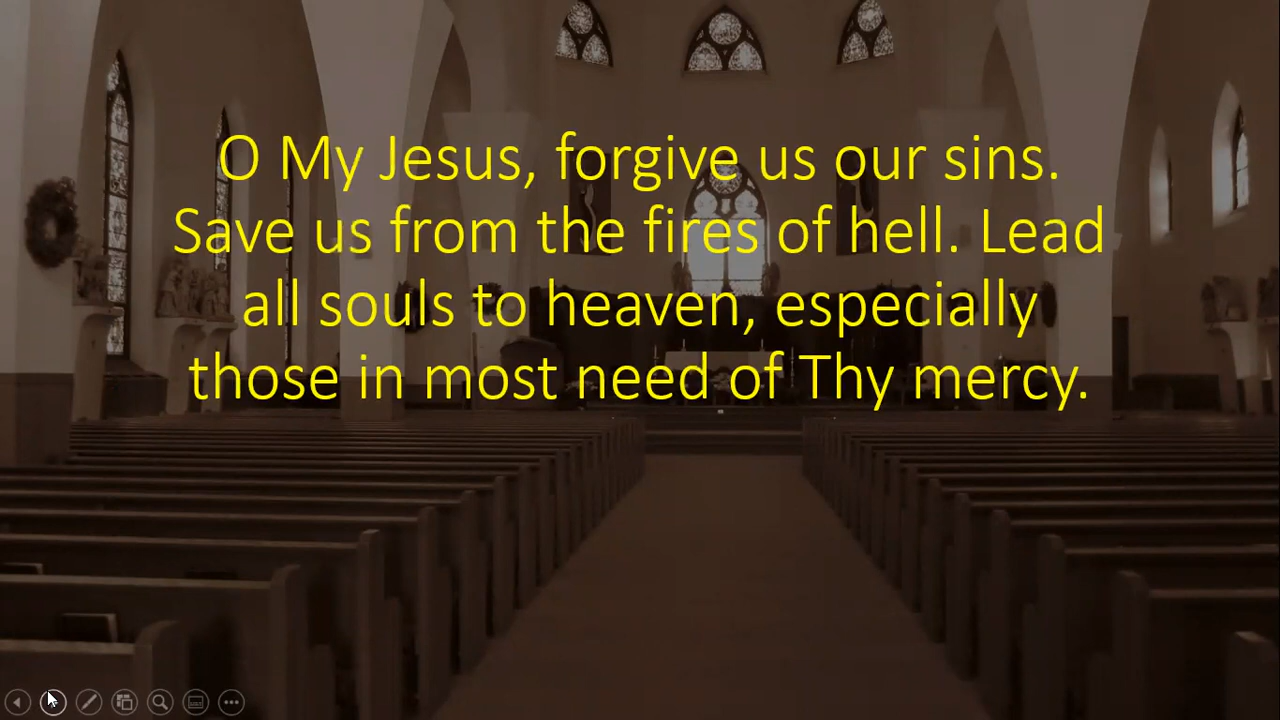 O My Jesus, forgive us our sins.
Save us from the fires of hell. Lead
all souls to heaven, especially
those in most need of Thy mercy.